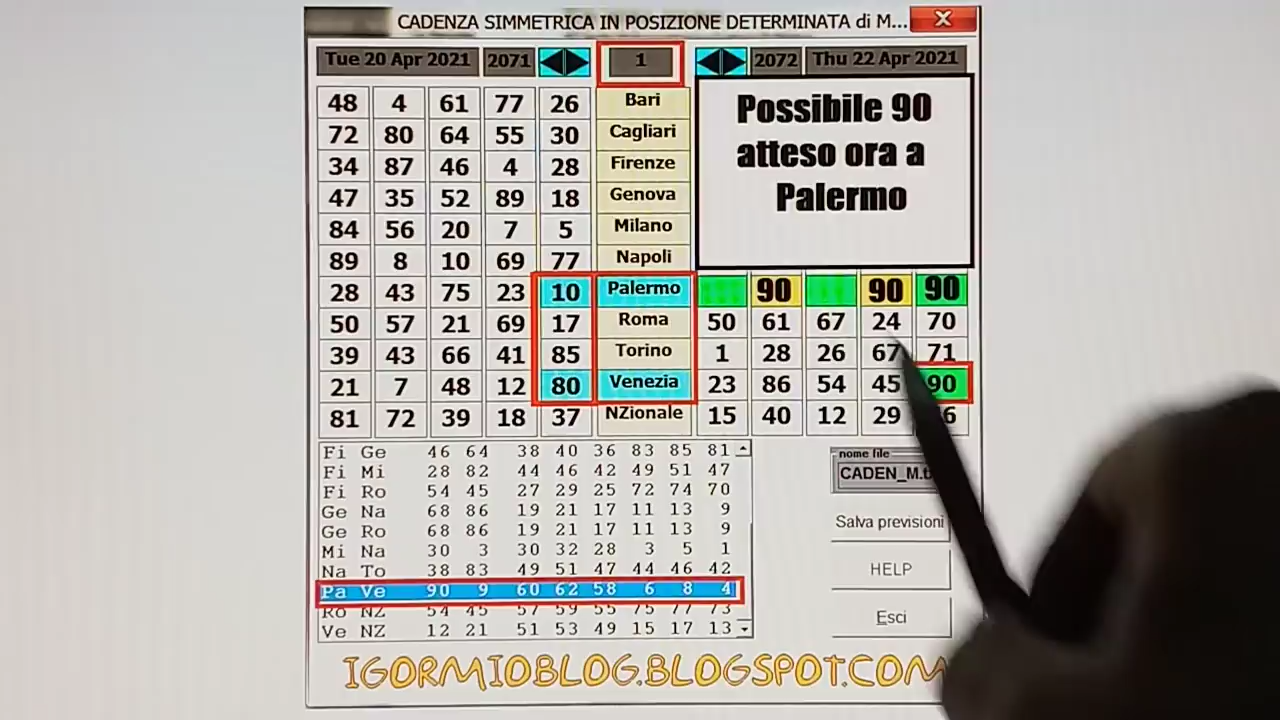 CADENZA SIMMETRICA IN POSIZIONE DETERMINATA di M...
Tue 20 Apr 2021 2071 1 2072 Thu 22 Apr 2021
48 4 61 77 26 Bari
72 80 64 55 30 Cagliari
34 87 46 4 28 Firenze
47 35 52 89 18 Genova
84 56 20 7 5 Milano
89 8 10 69 77 Napoli
Possibile 90
atteso ora a
Palermo
28 43 75 23 10 Palermo 90 90 90
50 57 21 69 17 Roma 50 61 67 24 70
39 43 66 41 85 Torino 1 28 26 67 71
21 7 48 12 80 Venezia 23 86 54 45 90
81 72 39 18 37 NZionale 15 40 12 29
Fi Ge 46 64 38 40 36 83 85 81
Fi Mi 28 82 44 46 42 49 51 47
Fi Ro 54 45 27 29 25 72 74 70
Ge Na 68 86 19 21 17 11 13 9
Ge Ro 68 86 19 21 17 11 13 9
Mi Na 30 3 30 32 28 3 5 1
Na To 38 83 49 51 47 44 46 42
Pa Ve 90 9 60 62 58 6 8 4
Ro NZ 54 45 57 59 55 75 77 73
Ve NZ 12 21 51 53 49 15 17 13
nome file
CADEN_M.
Salva previsioni
HELP
Esci
IGORMIOBLOG.BLOGSPOT.COM